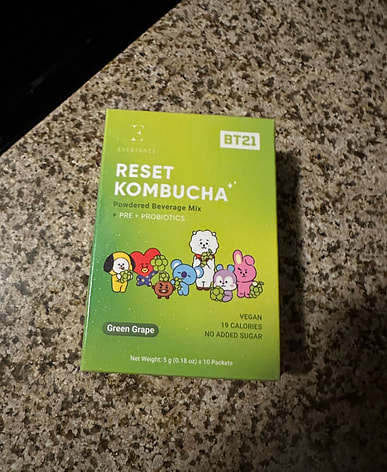 EVERYDAZE
BT21
RESET
KOMBUCHA
Powdered Beverage Mix
+ PRE + PROBIOTICS
Green Grape
VEGAN
19 CALORIES
NO ADDED SUGAR
Net Weight: 5 g (0.18 oz) x 10 Packets